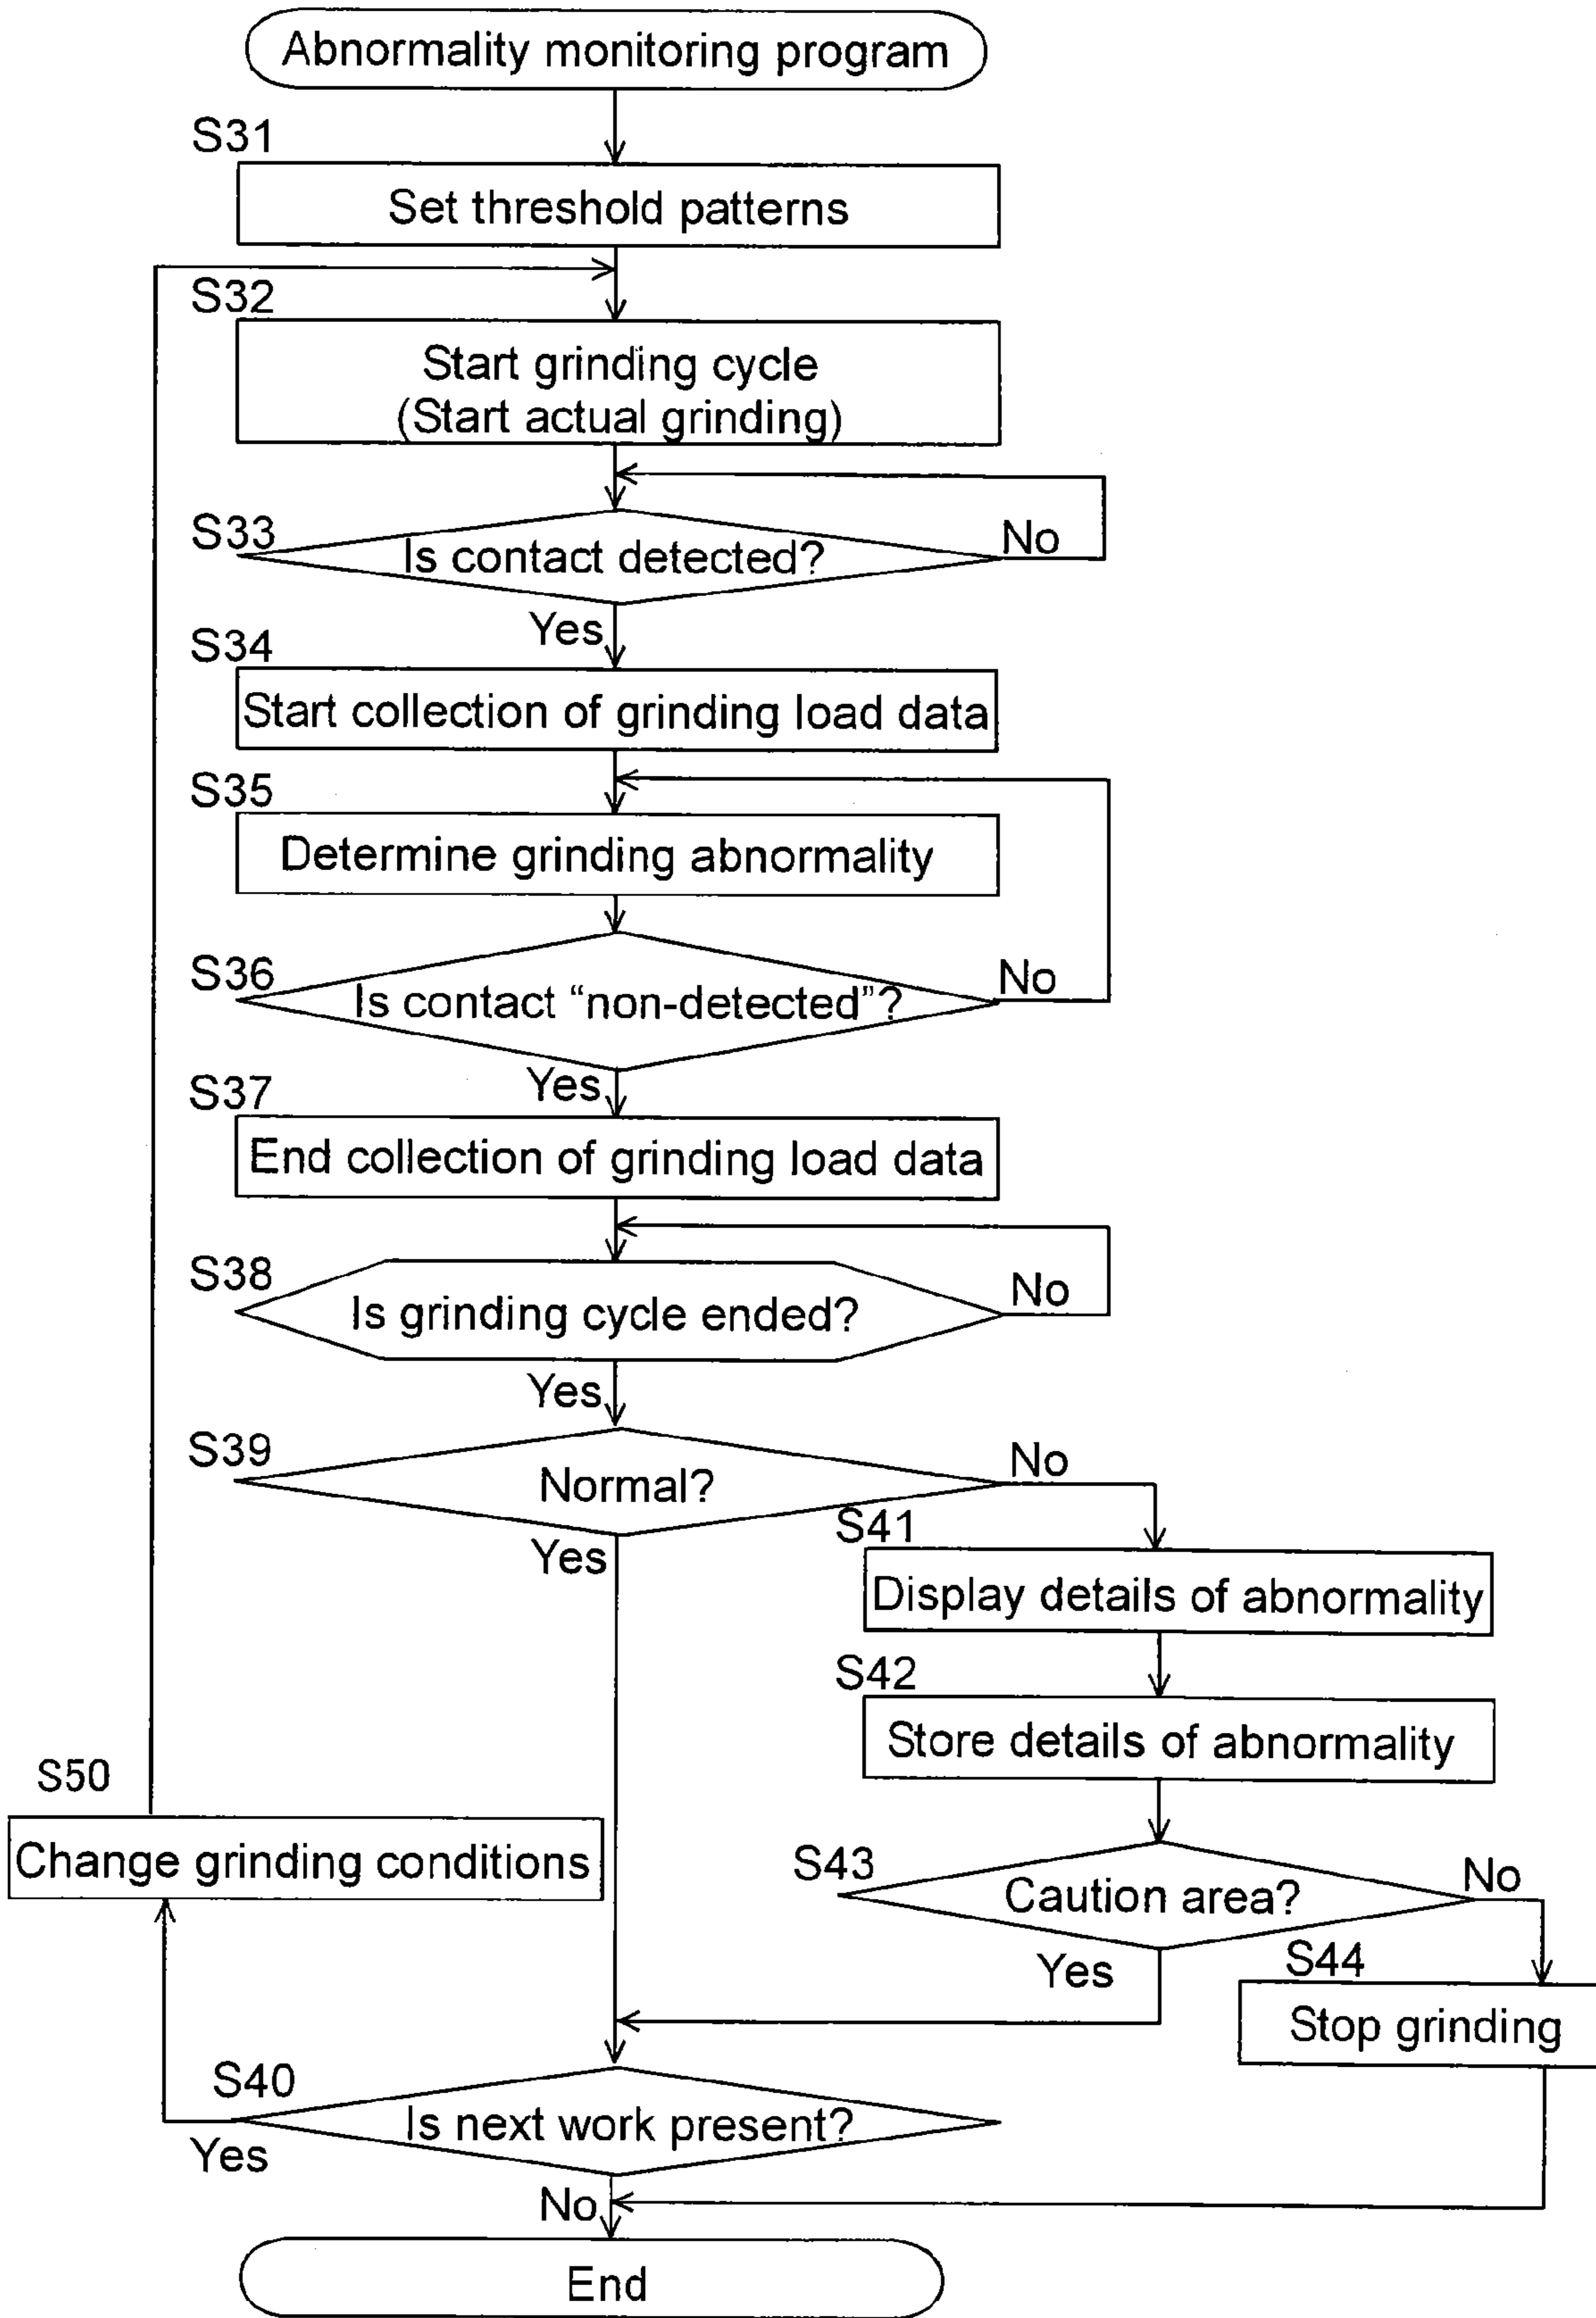 Abnormality monitoring program
S31
Set threshold patterns
S32
Start grinding cycle
(Start actual grinding)
S33
Is contact detected?
No
Yes
S34
Start collection of grinding load data
S35
Determine grinding abnormality
S36
Is contact “non-detected”?
No
Yes
S37
End collection of grinding load data
S38
Is grinding cycle ended?
No
Yes
S39
Normal?
No
Yes
S41
Display details of abnormality
S42
Store details of abnormality
S43
Caution area?
No
Yes
S44
Stop grinding
S50
Change grinding conditions
S40
Is next work present?
Yes
No
End